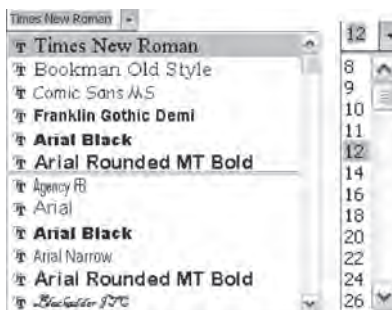 Times New Roman
Times New Roman
Bookman Old Style
Comic Sans MS
Franklin Gothic Demi
Arial Black
Arial Rounded MT Bold
Agency FB
Arial
Arial Black
Arial Narrow
Arial Rounded MT Bold
Blackadder ITC
12
8
9
10
11
12
14
16
18
20
22
24
26